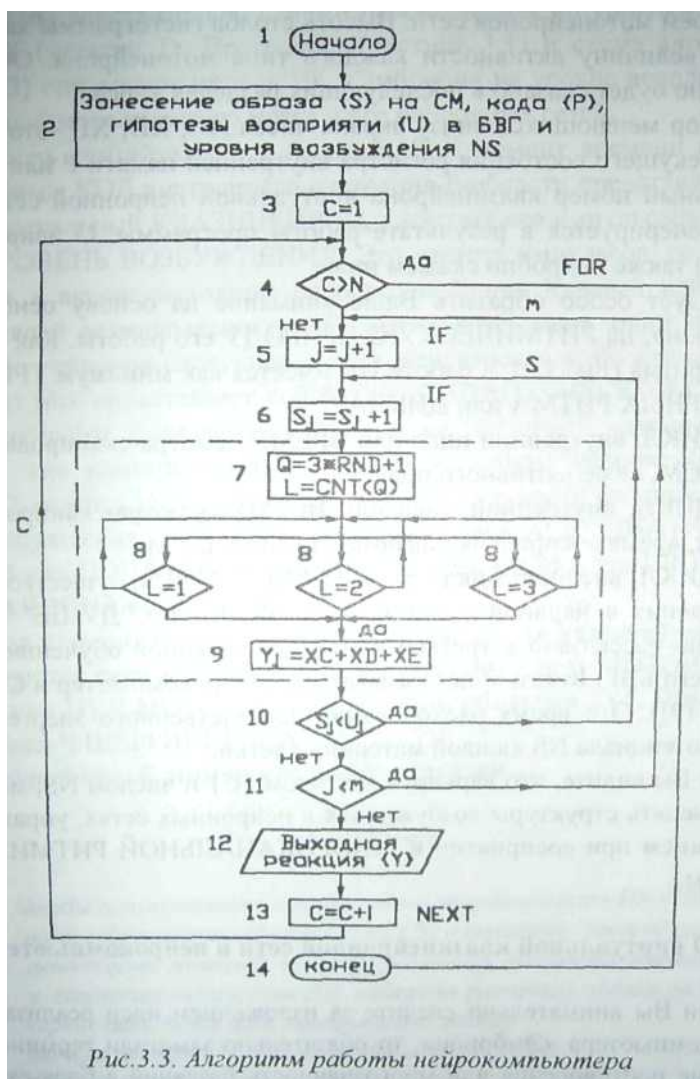 1 Начало
2 Занесение образа (S) на СМ, кода (P),
гипотезы восприятия (U) в БВГ и
уровня возбуждения NS
3 C=1
да
FOR
4 C>N
m
нет
IF
5 j=j+1
S
IF
6 Sj=Sj+1
7 Q=3*RND+1
L=CNT(Q)
C
8 8 8
L=1 L=2 L=3
да
9 Yj=XC+XD+XE
10 Sj<Uj да
нет
11 j<m да
нет
12 Выходная
реакция (Y)
13 C=C+1 NEXT
14 конец
Рис.3.3. Алгоритм работы нейрокомпьютера